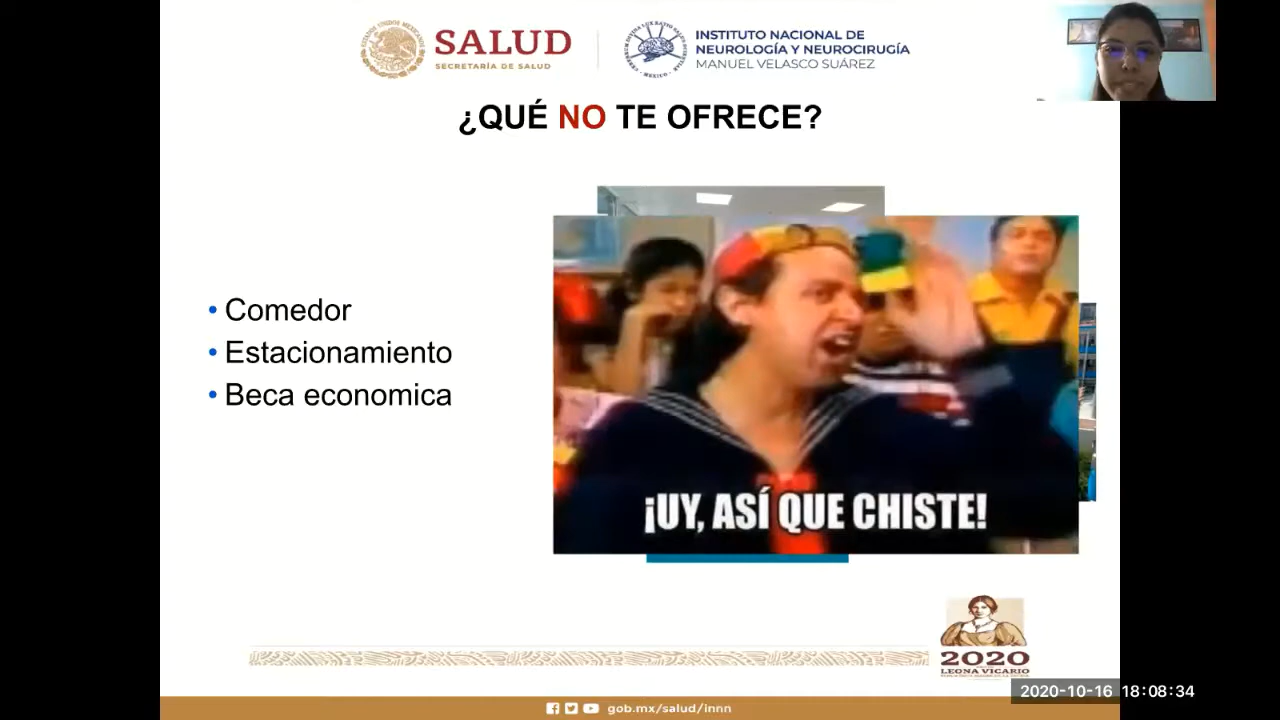 SALUD
SECRETARÍA DE SALUD
INSTITUTO NACIONAL DE
NEUROLOGÍA Y NEUROCIRUGÍA
MANUEL VELASCO SUÁREZ
¿QUÉ NO TE OFRECE?
• Comedor
• Estacionamiento
• Beca economica
¡UY, ASÍ QUE CHISTE!
2020
LEONA VICARIO
2020-10-16 18:08:34
gob.mx/salud/innn